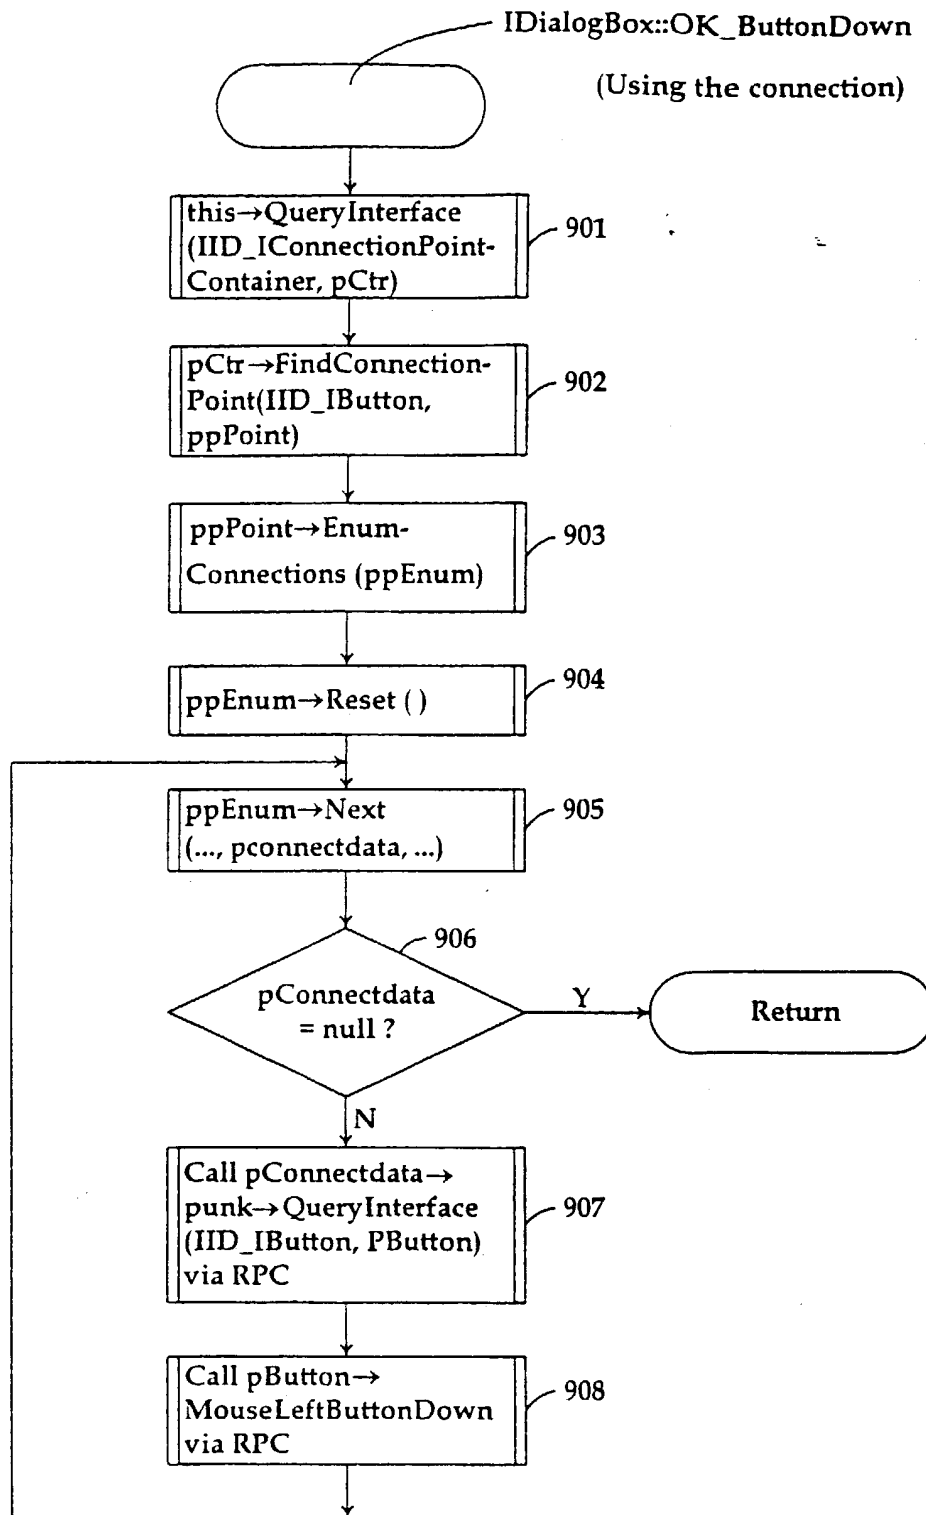 IDialogBox::OK_ButtonDown
(Using the connection)
this→QueryInterface
(IID_IConnectionPoint-
Container, pCtr)
901
pCtr→FindConnection-
Point(IID_IButton,
ppPoint)
902
ppPoint→Enum-
Connections (ppEnum)
903
ppEnum→Reset ( )
904
ppEnum→Next
(..., pconnectdata, ...)
905
906
pConnectdata
= null ?
Y
Return
N
Call pConnectdata→
punk→QueryInterface
(IID_IButton, PButton)
via RPC
907
Call pButton→
MouseLeftButtonDown
via RPC
908